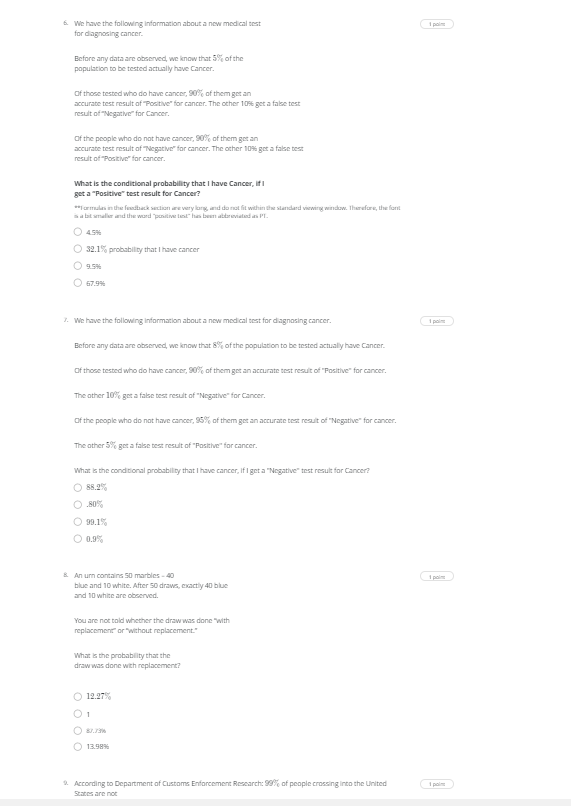 6. We have the following information about a new medical test
1 point
for diagnosing cancer.
Before any data are observed, we know that 5% of the
population to be tested actually have Cancer.
Of those tested who do have cancer, 90% of them get an
accurate test result of "Positive" for cancer. The other 10% get a false test
result of "Negative" for Cancer.
Of the people who do not have cancer, 90% of them get an
accurate test result of "Negative" for cancer. The other 10% get a false test
result of "Positive" for cancer.
What is the conditional probability that I have Cancer, if I
get a "Positive" test result for Cancer?
**Formulas in the feedback section are very long, and do not fit within the standard viewing window. Therefore, the font
is a bit smaller and the word "positive test" has been abbreviated as PT.
4.5%
32.1% probability that I have cancer
9.5%
67.9%
7. We have the following information about a new medical test for diagnosing cancer.
1 point
Before any data are observed, we know that 8% of the population to be tested actually have Cancer.
Of those tested who do have cancer, 90% of them get an accurate test result of "Positive" for cancer.
The other 10% get a false test result of "Negative" for Cancer.
Of the people who do not have cancer, 95% of them get an accurate test result of "Negative" for cancer.
The other 5% get a false test result of "Positive" for cancer.
What is the conditional probability that I have cancer, if I get a "Negative" test result for Cancer?
88.2%
.80%
99.1%
0.9%
8. An urn contains 50 marbles – 40
1 point
blue and 10 white. After 50 draws, exactly 40 blue
and 10 white are observed.
You are not told whether the draw was done "with
replacement" or "without replacement."
What is the probability that the
draw was done with replacement?
12.27%
1
87.73%
13.98%
9. According to Department of Customs Enforcement Research: 99% of people crossing into the United
1 point
States are not